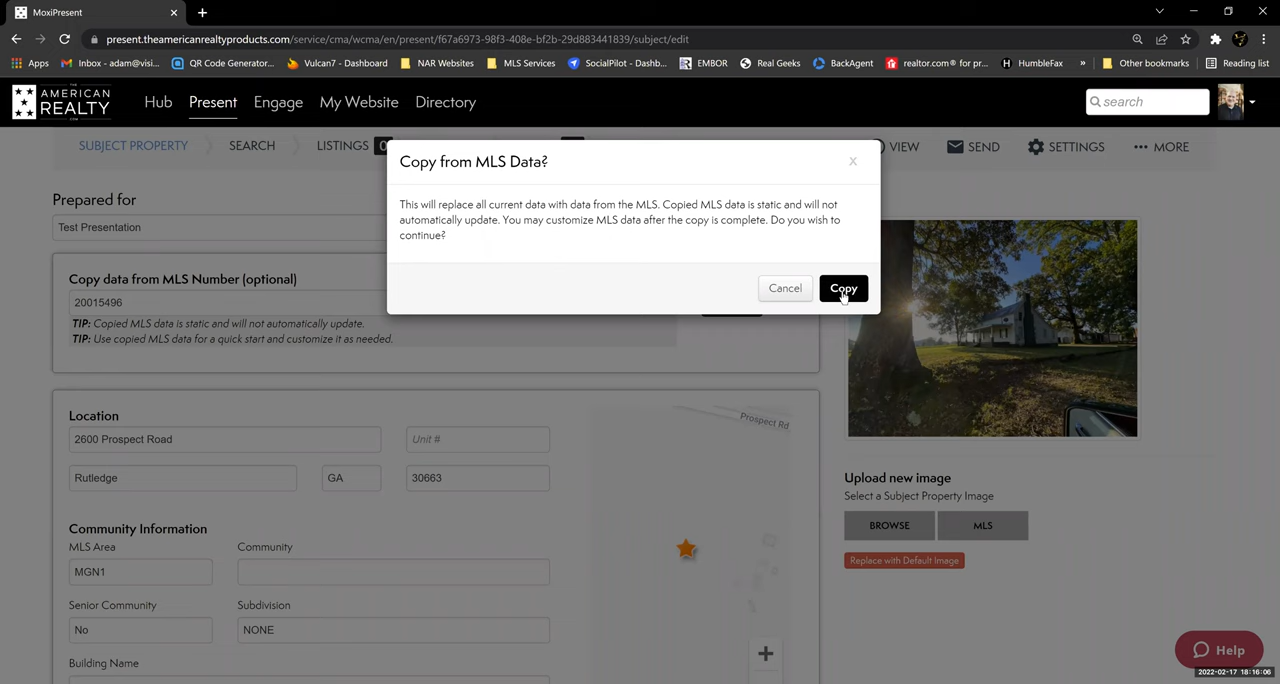 MoxiPresent
present.theamericanrealtyproducts.com/service/cma/wcma/en/present/f67a6973-98f3-408e-bf2b-29d883441839/subject/edit
Apps Inbox - adam@visi... QR Code Generator... Vulcan7 - Dashboard NAR Websites MLS Services SocialPilot - Dashb... EMBOR Real Geeks BackAgent realtor.com® for pr... HumbleFax » Other bookmarks Reading list
THE AMERICAN REALTY .COM
Hub Present Engage My Website Directory
search
SUBJECT PROPERTY SEARCH LISTINGS 0 VIEW SEND SETTINGS ... MORE
Copy from MLS Data?
x
This will replace all current data with data from the MLS. Copied MLS data is static and will not
automatically update. You may customize MLS data after the copy is complete. Do you wish to
continue?
Cancel Copy
Prepared for
Test Presentation
Copy data from MLS Number (optional)
20015496
TIP: Copied MLS data is static and will not automatically update.
TIP: Use copied MLS data for a quick start and customize it as needed.
Location
2600 Prospect Road Unit #
Rutledge GA 30663
Prospect Rd
Community Information
MLS Area Community
MGN1
Senior Community Subdivision
No NONE
Building Name
+
Upload new image
Select a Subject Property Image
BROWSE MLS
Replace with Default Image
Help
2022-02-17 18:16:06